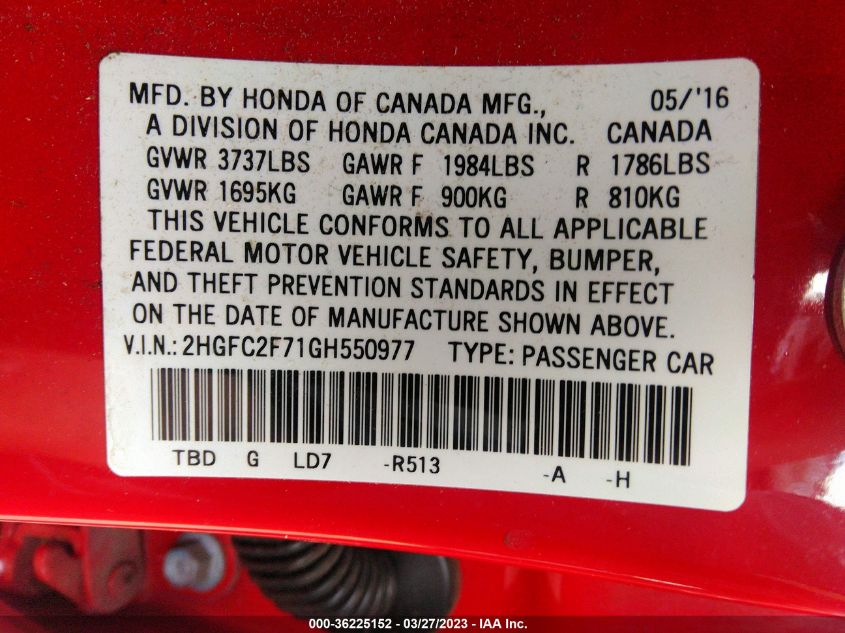 MFD. BY HONDA OF CANADA MFG., 05/'16
A DIVISION OF HONDA CANADA INC. CANADA
GVWR 3737LBS GAWR F 1984LBS R 1786LBS
GVWR 1695KG GAWR F 900KG R 810KG
THIS VEHICLE CONFORMS TO ALL APPLICABLE
FEDERAL MOTOR VEHICLE SAFETY, BUMPER,
AND THEFT PREVENTION STANDARDS IN EFFECT
ON THE DATE OF MANUFACTURE SHOWN ABOVE.
V.I.N.: 2HGFC2F71GH550977 TYPE: PASSENGER CAR
TBD G LD7 -R513 -A -H
000-36225152 — 03/27/2023 — IAA Inc.